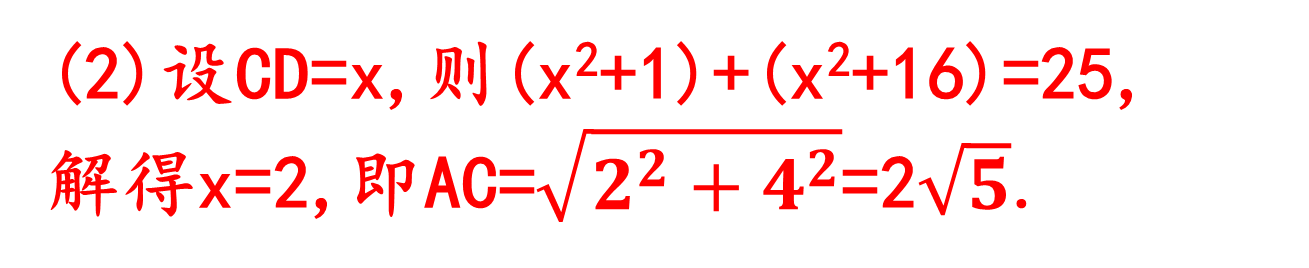 (2)设CD=x,则(x²+1)+(x²+16)=25,
解得x=2,即AC=√(2²+4²)=2√5.